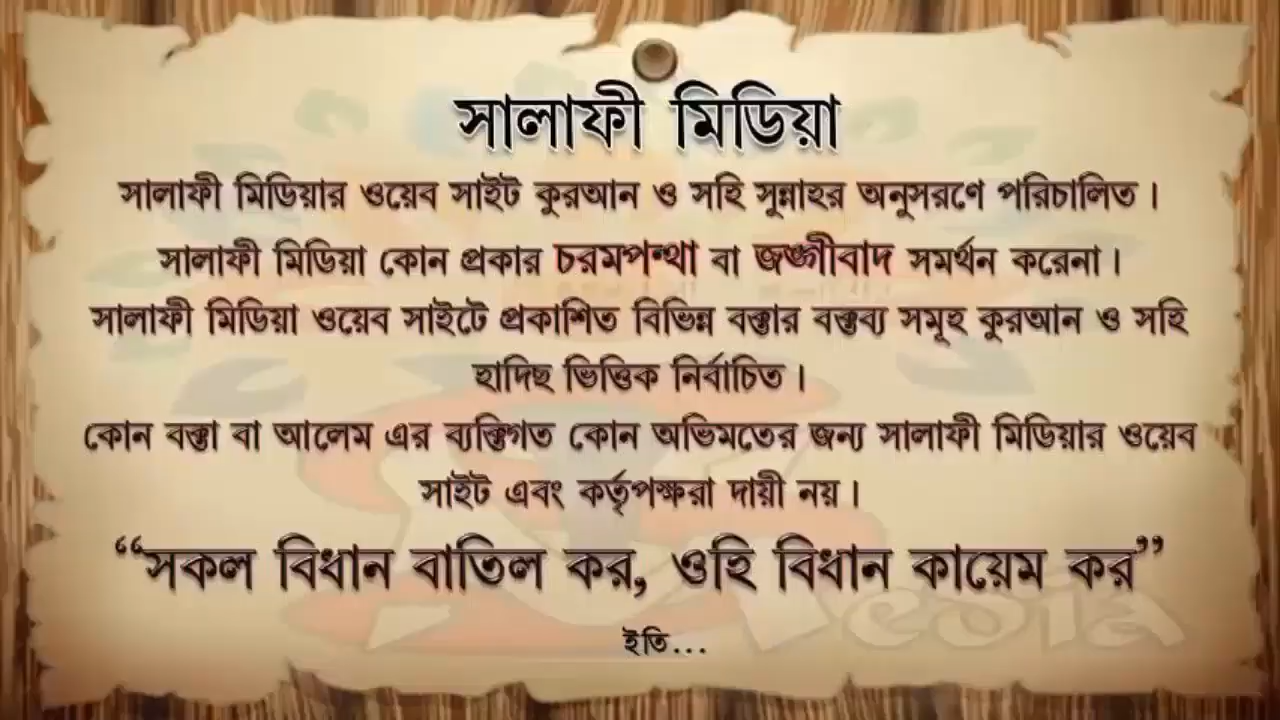 সালাফী মিডিয়া
সালাফী মিডিয়ার ওয়েব সাইট কুরআন ও সহি সুন্নাহর অনুসরণে পরিচালিত।
সালাফী মিডিয়া কোন প্রকার চরমপন্থা বা জঙ্গীবাদ সমর্থন করেনা।
সালাফী মিডিয়া ওয়েব সাইটে প্রকাশিত বিভিন্ন বক্তার বক্তব্য সমূহ কুরআন ও সহি
হাদিছ ভিত্তিক নির্বাচিত।
কোন বক্তা বা আলেম এর ব্যক্তিগত কোন অভিমতের জন্য সালাফী মিডিয়ার ওয়েব
সাইট এবং কর্তৃপক্ষরা দায়ী নয়।
“সকল বিধান বাতিল কর, ওহি বিধান কায়েম কর”
ইতি...